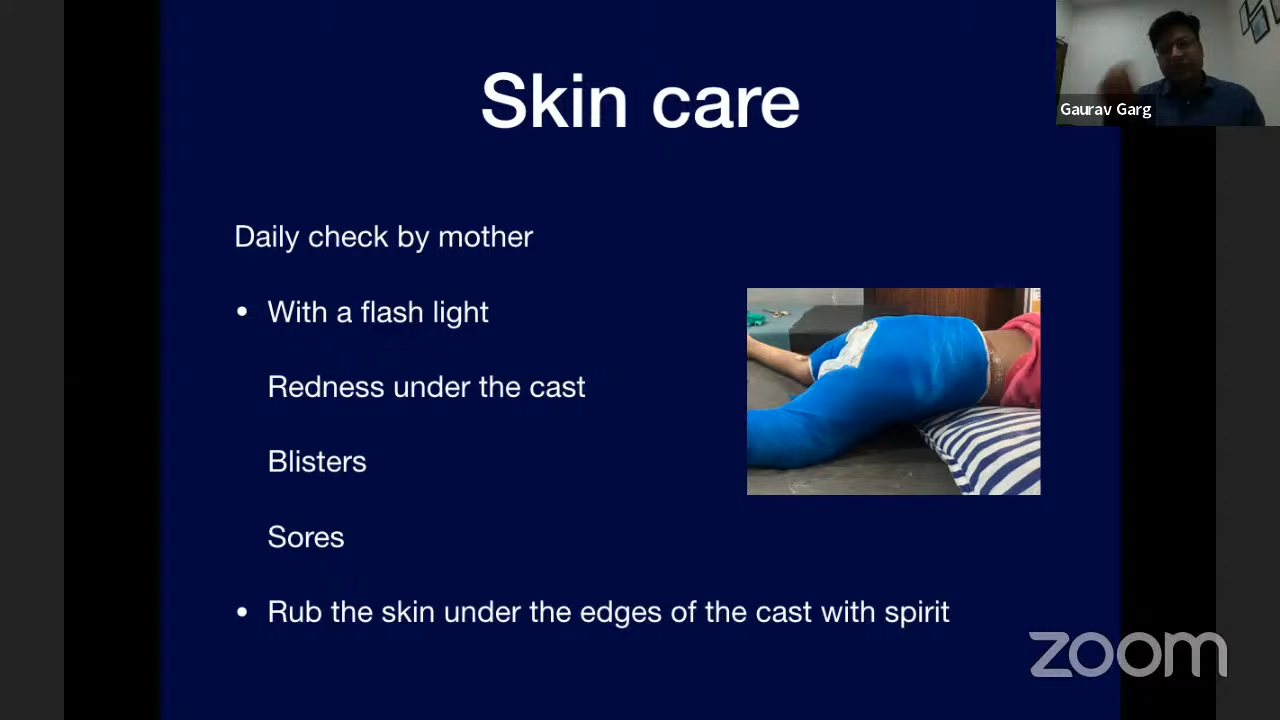 Skin care
Gaurav Garg
Daily check by mother
• With a flash light
Redness under the cast
Blisters
Sores
• Rub the skin under the edges of the cast with spirit
zoom